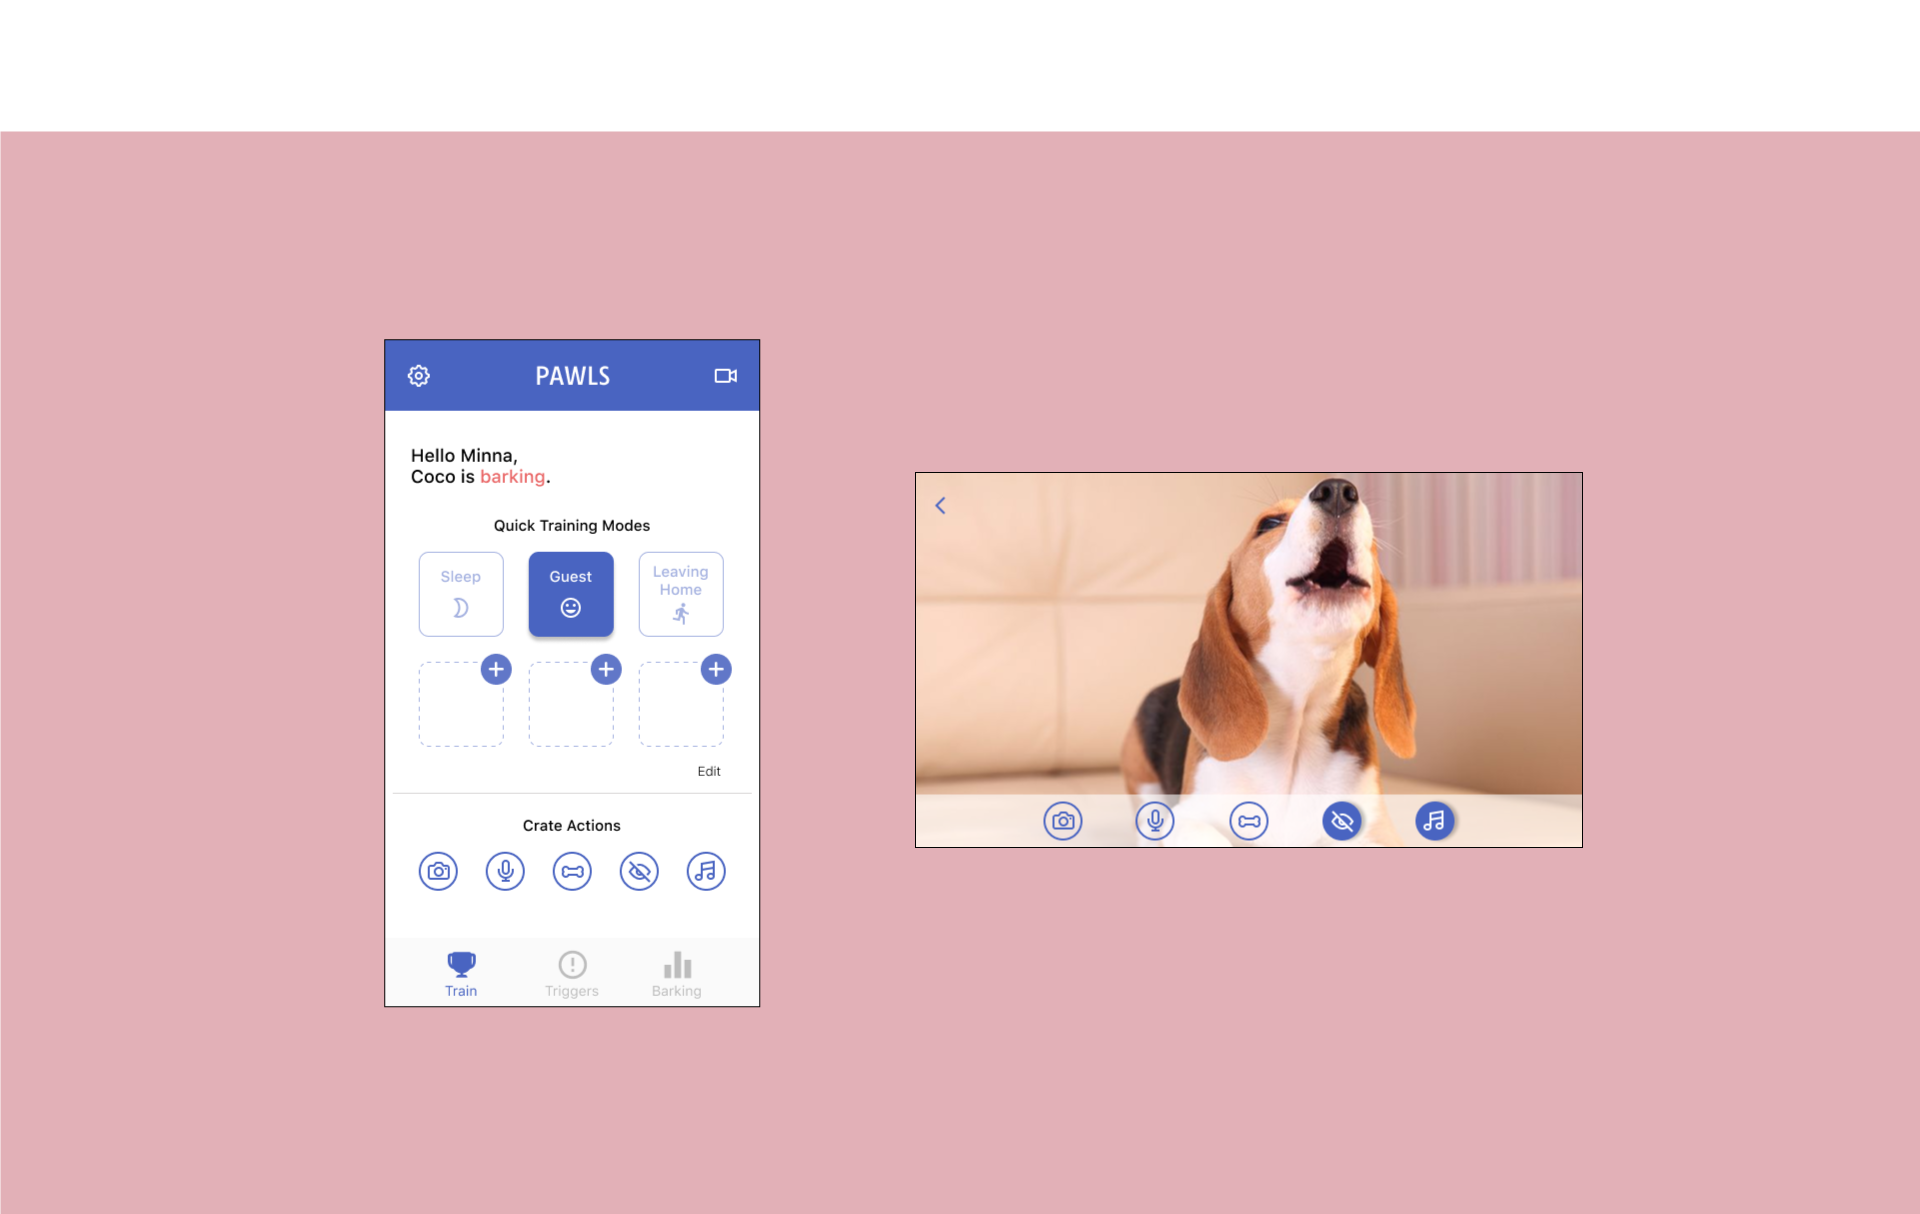 PAWLS
Hello Minna,
Coco is barking.
Quick Training Modes
Sleep
Guest
Leaving
Home
Edit
Crate Actions
Train
Triggers
Barking